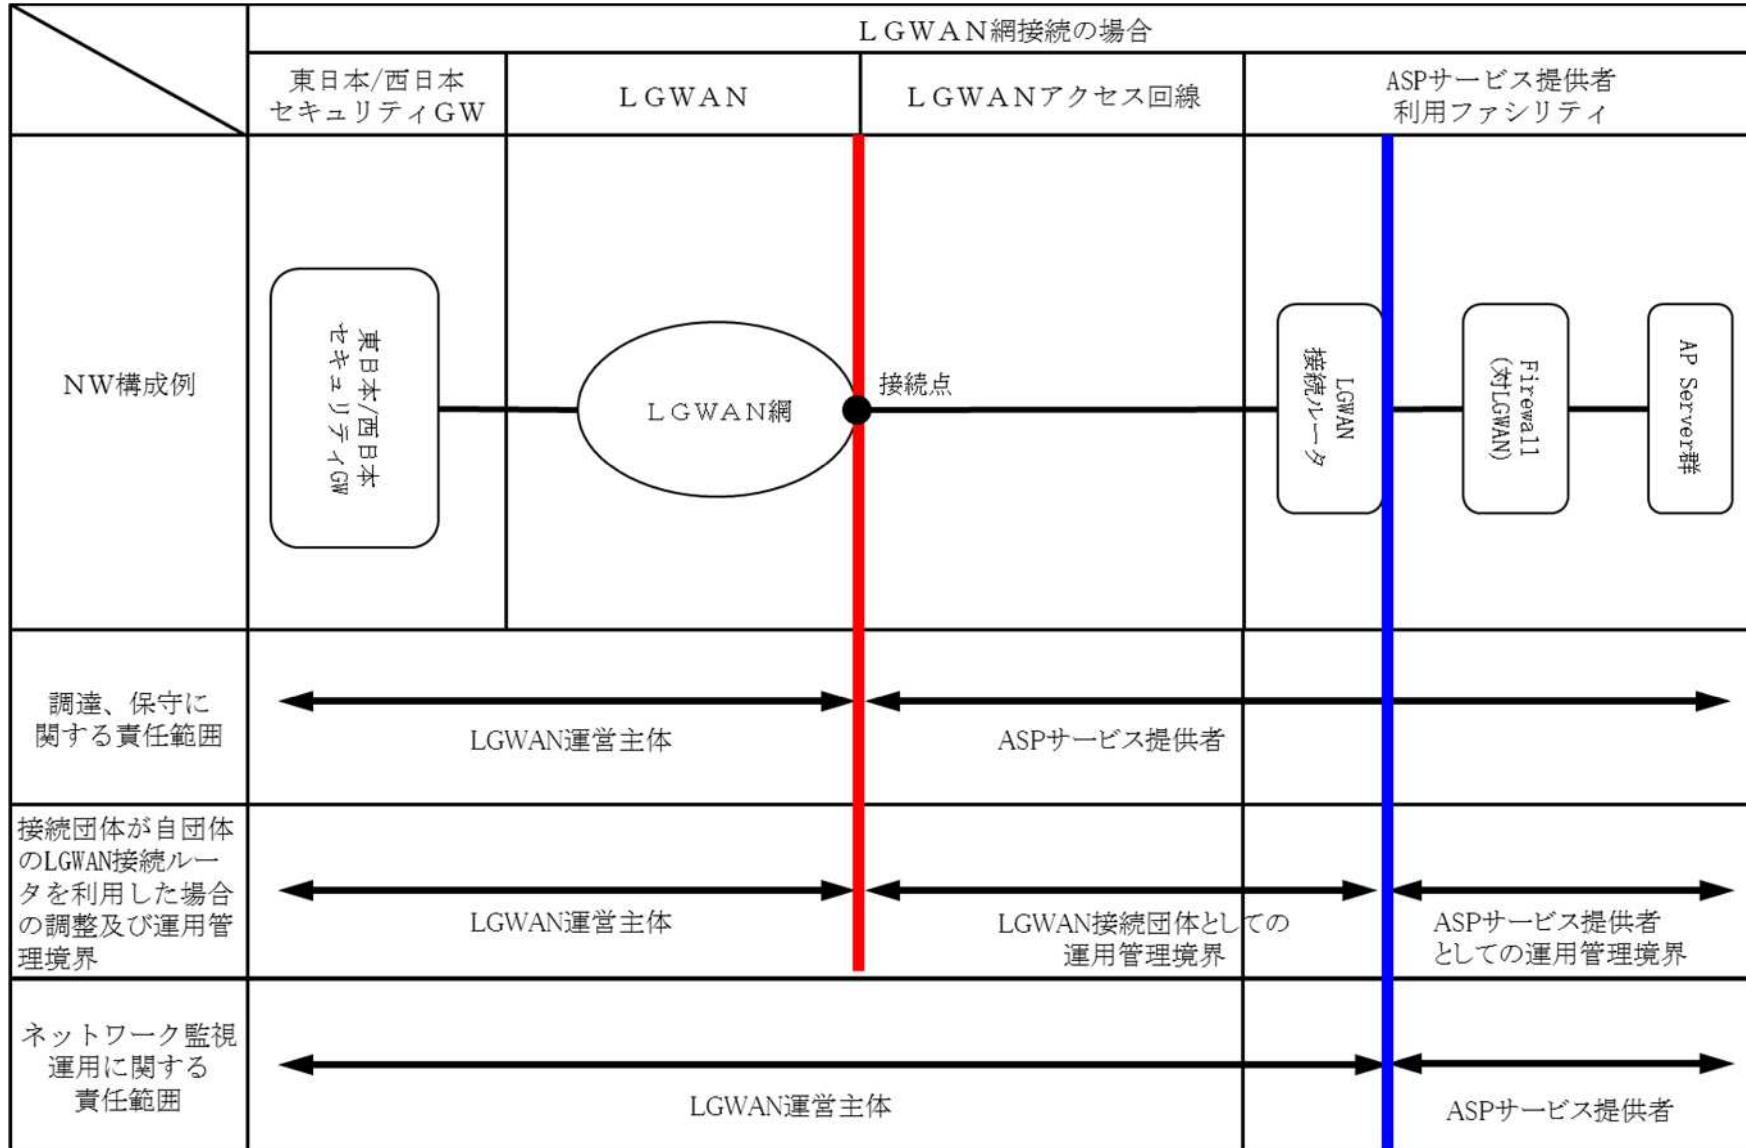 ＬＧＷＡＮ網接続の場合
東日本/西日本
セキュリティＧＷ
ＬＧＷＡＮ
ＬＧＷＡＮアクセス回線
ASPサービス提供者
利用ファシリティ
ＮＷ構成例
東日本/西日本
セキュリティGW
ＬＧＷＡＮ網
接続点
LGWAN
接続ルータ
Firewall
(対LGWAN)
AP Server群
調達、保守に
関する責任範囲
LGWAN運営主体
ASPサービス提供者
接続団体が自団体
のLGWAN接続ルー
タを利用した場合
の調整及び運用管
理境界
LGWAN運営主体
LGWAN接続団体としての
運用管理境界
ASPサービス提供者
としての運用管理境界
ネットワーク監視
運用に関する
責任範囲
LGWAN運営主体
ASPサービス提供者